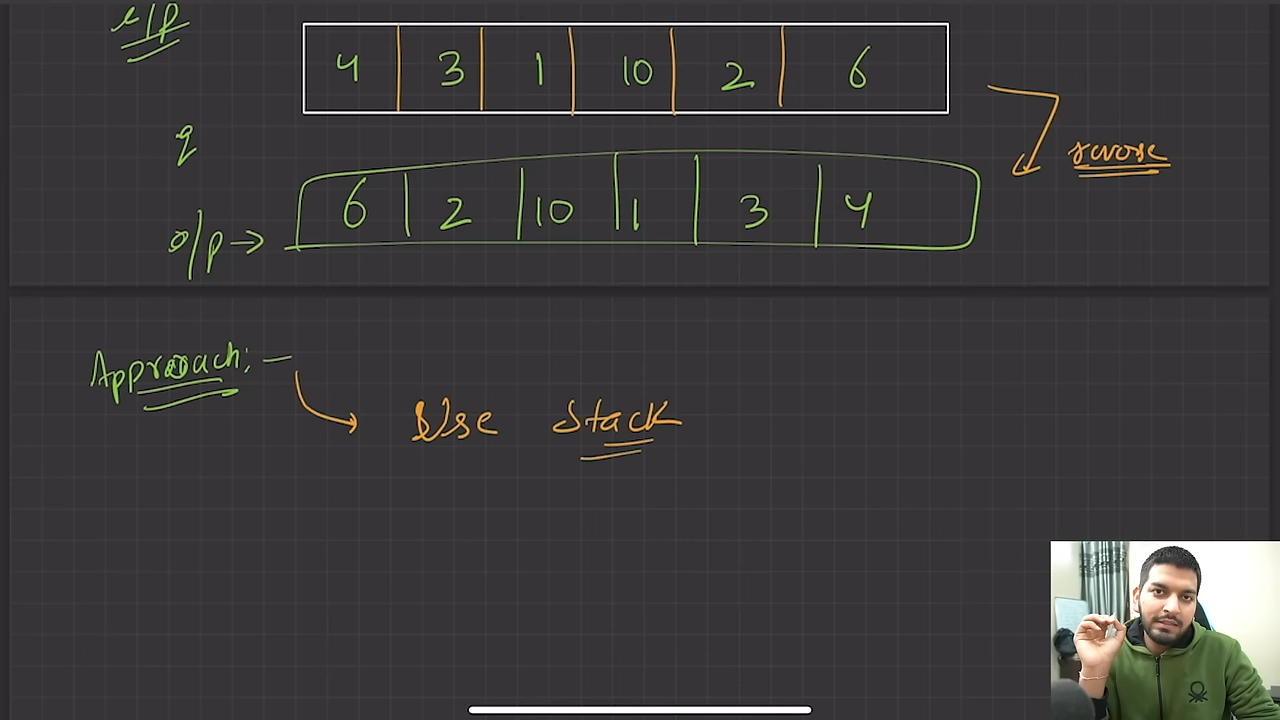 i/p
4 3 1 10 2 6
q
reverse
o/p → 6 2 10 1 3 4
Approach: -
Use Stack